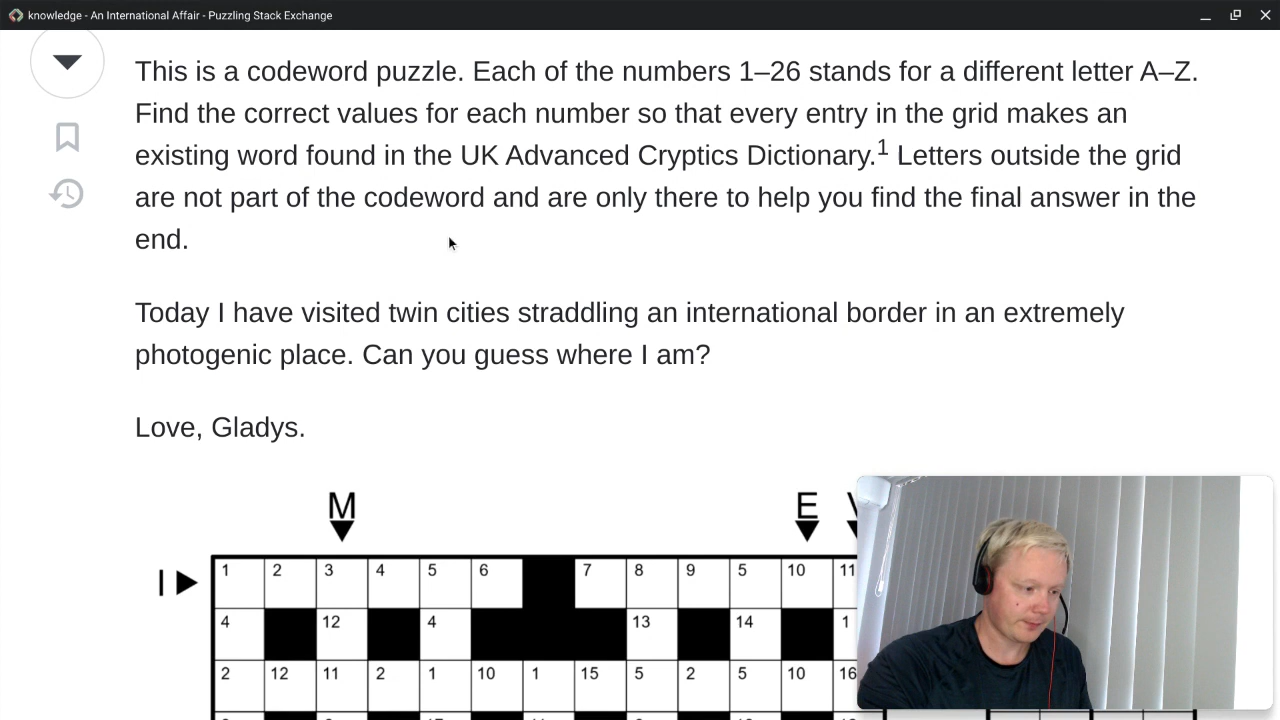 knowledge - An International Affair - Puzzling Stack Exchange
This is a codeword puzzle. Each of the numbers 1–26 stands for a different letter A–Z.
Find the correct values for each number so that every entry in the grid makes an
existing word found in the UK Advanced Cryptics Dictionary.1 Letters outside the grid
are not part of the codeword and are only there to help you find the final answer in the
end.
Today I have visited twin cities straddling an international border in an extremely
photogenic place. Can you guess where I am?
Love, Gladys.
M E
I 1 2 3 4 5 6 7 8 9 5 10 11
4 12 4 13 14 1
2 12 11 2 1 10 1 15 5 2 5 10 16